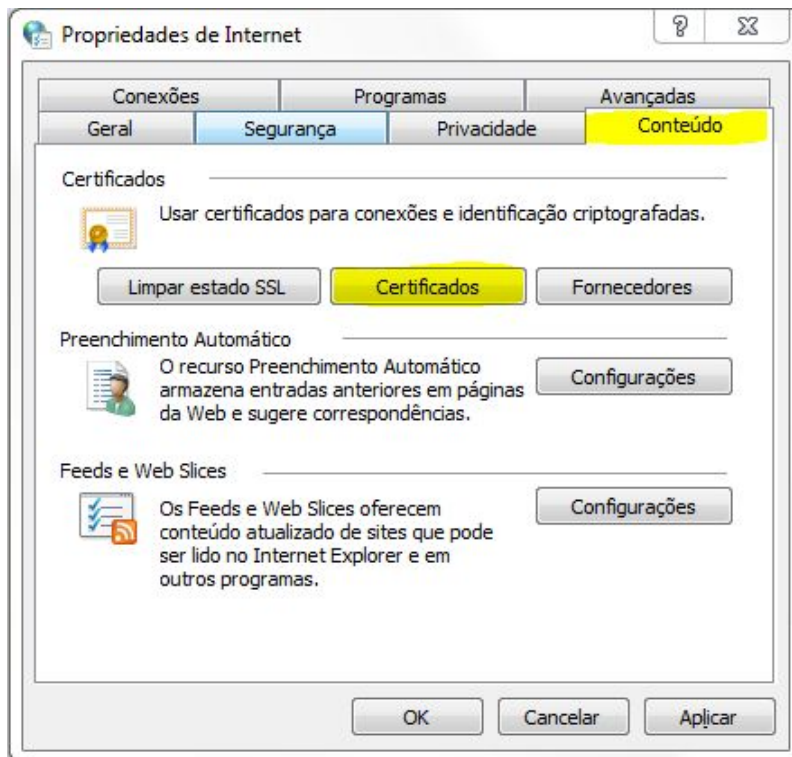 Propriedades de Internet
Conexões Programas Avançadas
Geral Segurança Privacidade Conteúdo
Certificados
Usar certificados para conexões e identificação criptografadas.
Limpar estado SSL Certificados Fornecedores
Preenchimento Automático
O recurso Preenchimento Automático
armazena entradas anteriores em páginas
da Web e sugere correspondências.
Configurações
Feeds e Web Slices
Os Feeds e Web Slices oferecem
conteúdo atualizado de sites que pode
ser lido no Internet Explorer e em
outros programas.
Configurações
OK Cancelar Aplicar